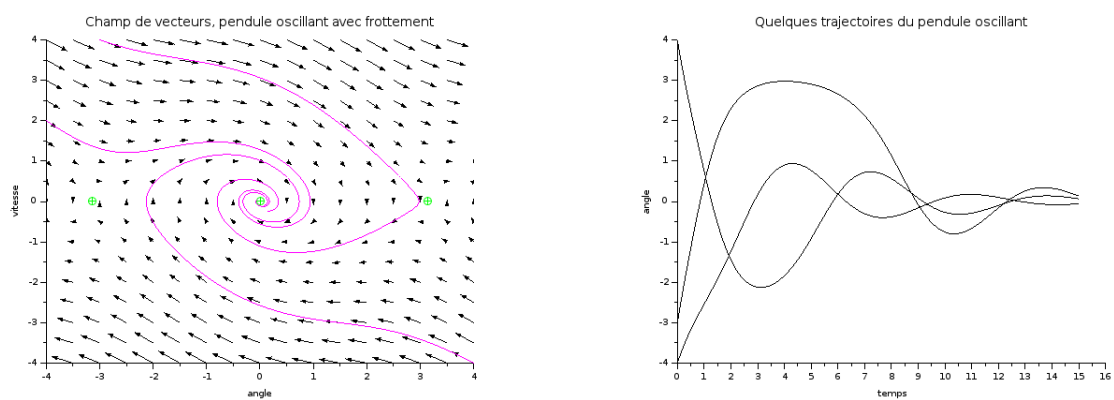 Champ de vecteurs, pendule oscillant avec frottement
4
3
2
1
0
-1
-2
-3
-4
vitesse
-4 -3 -2 -1 0 1 2 3 4
angle
Quelques trajectoires du pendule oscillant
4
3
2
1
0
-1
-2
-3
-4
angle
0 1 2 3 4 5 6 7 8 9 10 11 12 13 14 15 16
temps